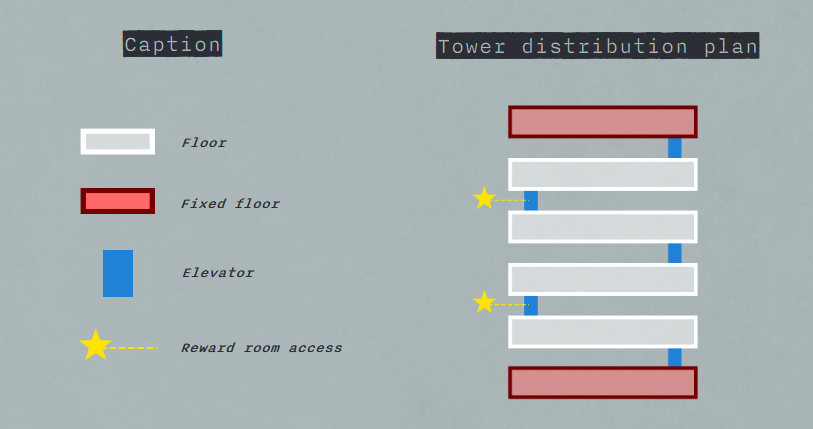 Caption
Tower distribution plan
Floor
Fixed floor
Elevator
Reward room access